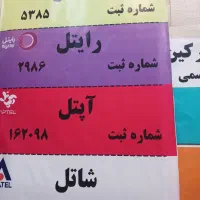 شماره ثبت
۵۳۸۵
رایتل
شماره ثبت
۲۹۸۶
آپتل
شماره ثبت
۱۶۲۰۹۸
شاتل